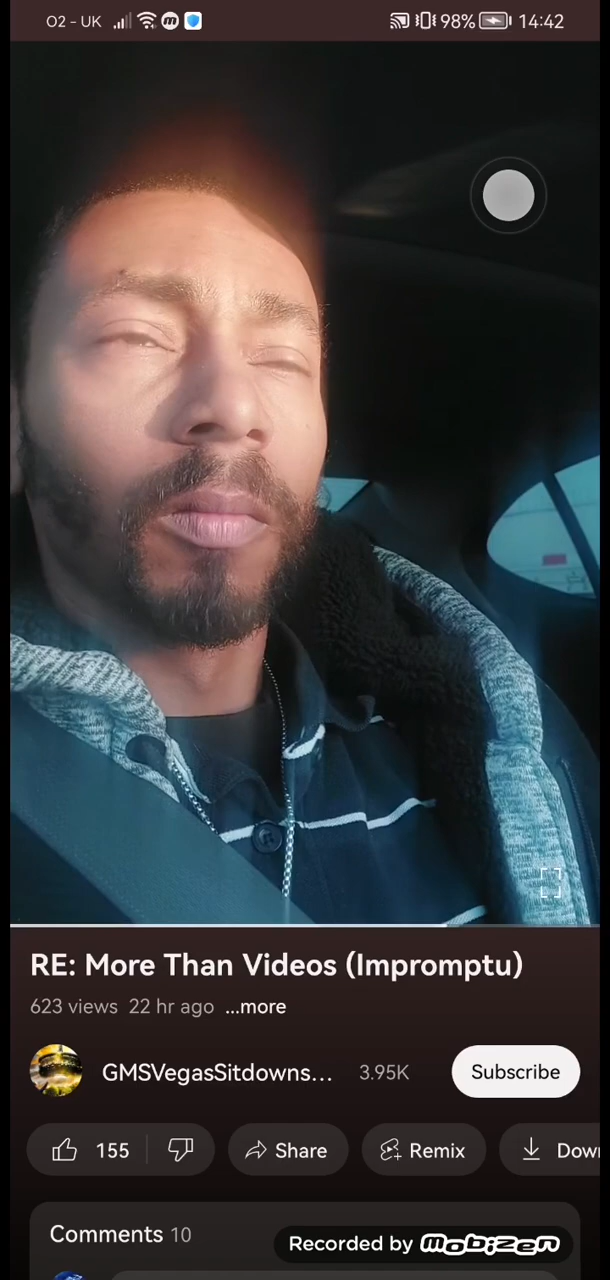 O2 - UK 98% 14:42
RE: More Than Videos (Impromptu)
623 views 22 hr ago ...more
GMSVegasSitdowns... 3.95K Subscribe
155 Share Remix Dow
Comments 10
Recorded by mobizen